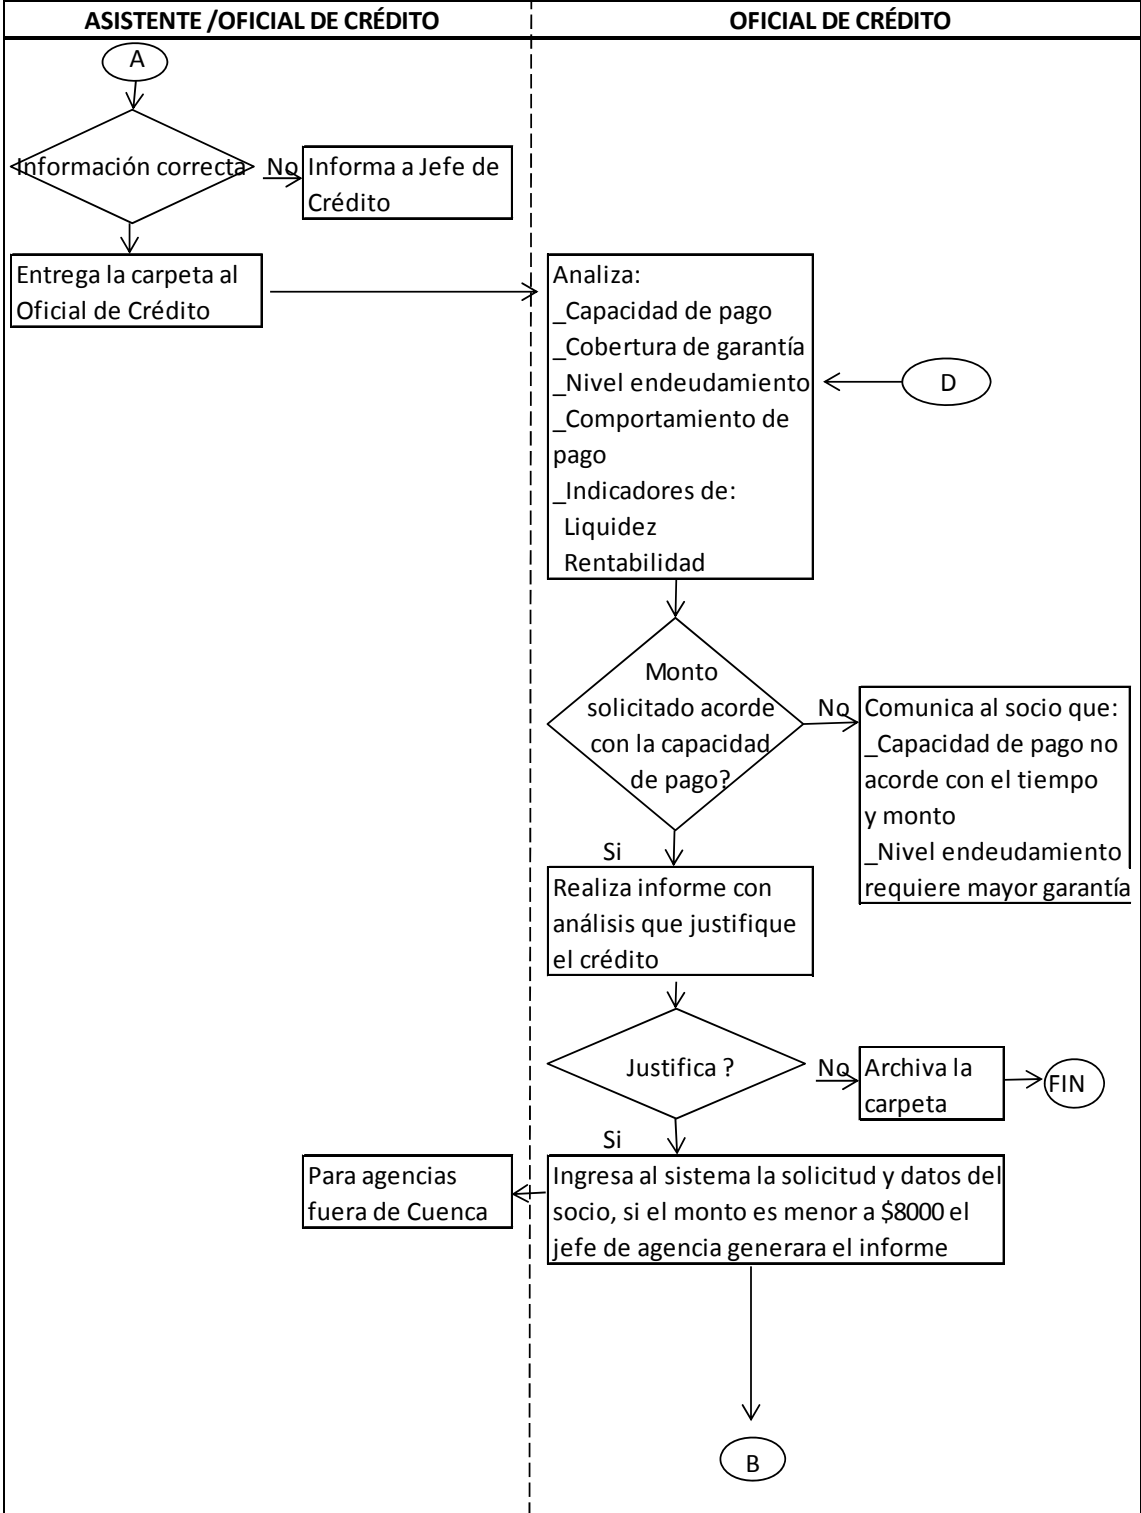 ASISTENTE /OFICIAL DE CRÉDITO
OFICIAL DE CRÉDITO
A
Información correcta
No
Informa a Jefe de
Crédito
Entrega la carpeta al
Oficial de Crédito
Analiza:
_Capacidad de pago
_Cobertura de garantía
_Nivel endeudamiento
_Comportamiento de
pago
_Indicadores de:
Liquidez
Rentabilidad
D
Monto
solicitado acorde
con la capacidad
de pago?
No
Comunica al socio que:
_Capacidad de pago no
acorde con el tiempo
y monto
_Nivel endeudamiento
requiere mayor garantía
Si
Realiza informe con
análisis que justifique
el crédito
Justifica ?
No
Archiva la
carpeta
FIN
Si
Para agencias
fuera de Cuenca
Ingresa al sistema la solicitud y datos del
socio, si el monto es menor a $8000 el
jefe de agencia generara el informe
B